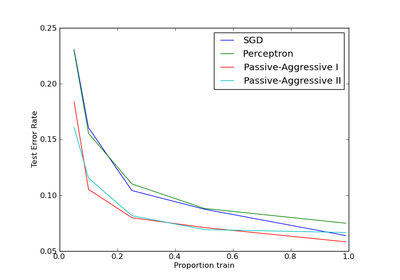 0.25
0.20
0.15
0.10
0.05
Test Error Rate
SGD
Perceptron
Passive-Aggressive I
Passive-Aggressive II
0.0 0.2 0.4 0.6 0.8 1.0
Proportion train